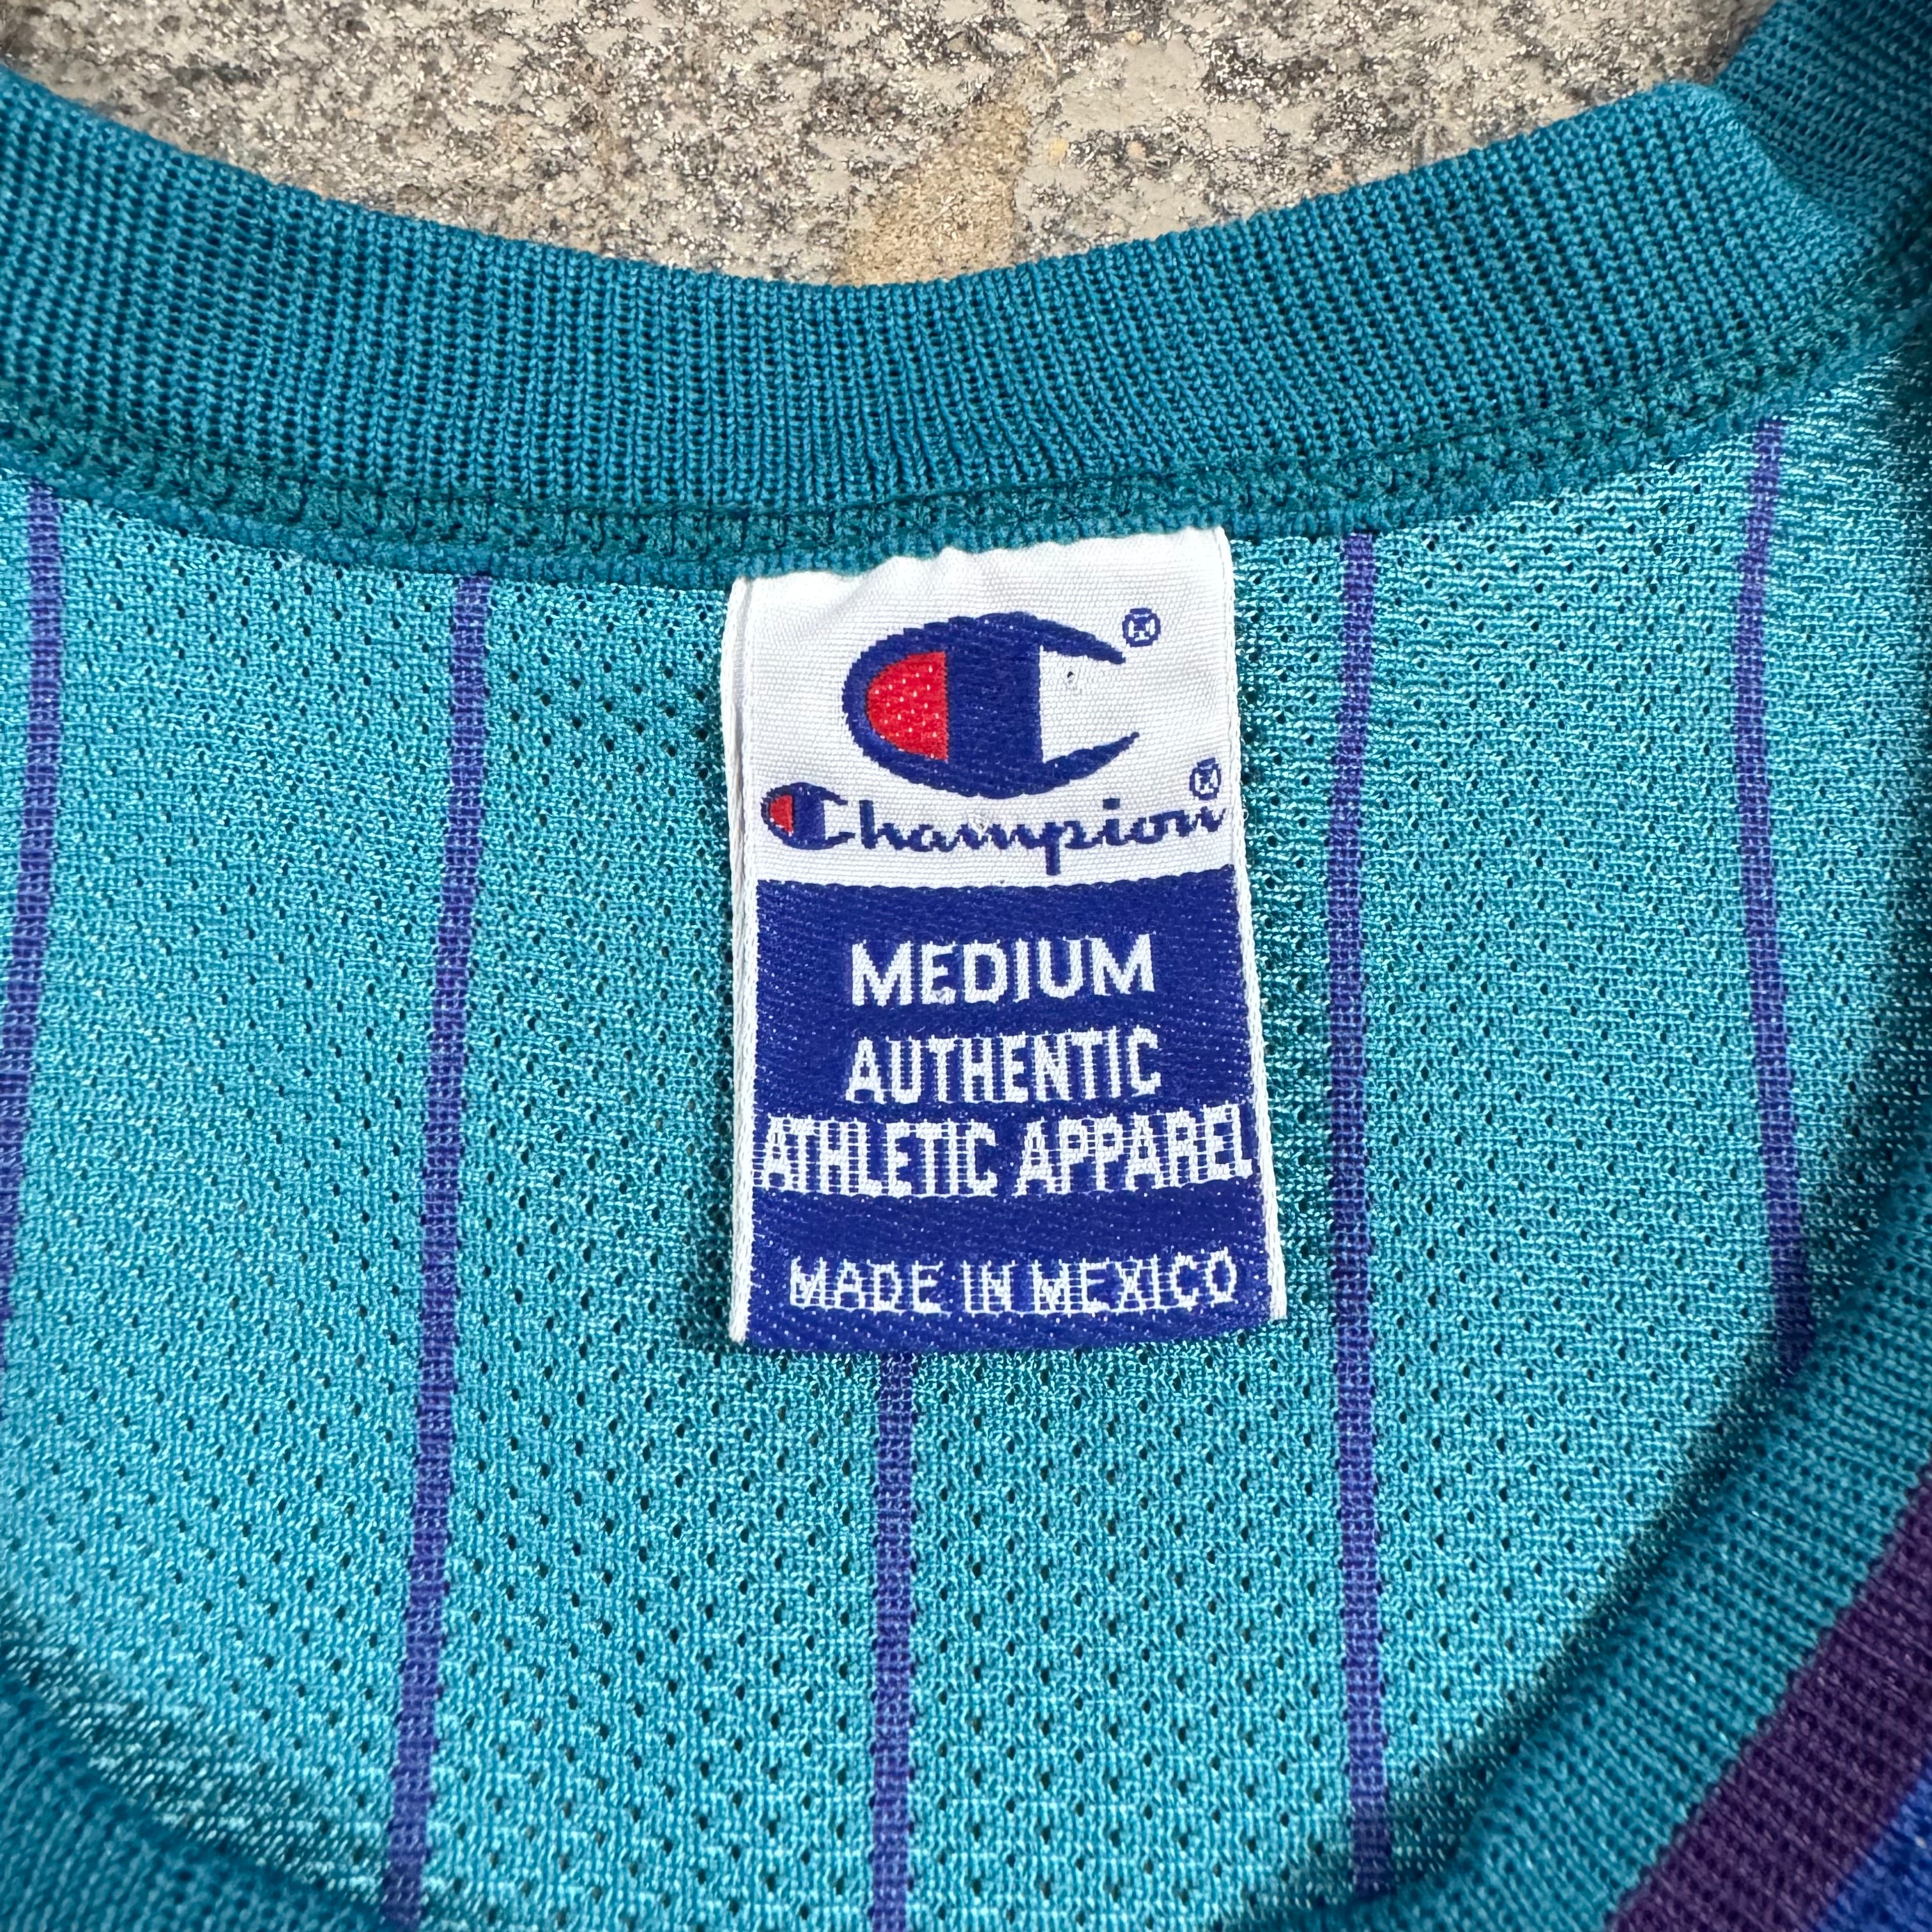 ®
Champion®
MEDIUM
AUTHENTIC
ATHLETIC APPAREL
MADE IN MEXICO